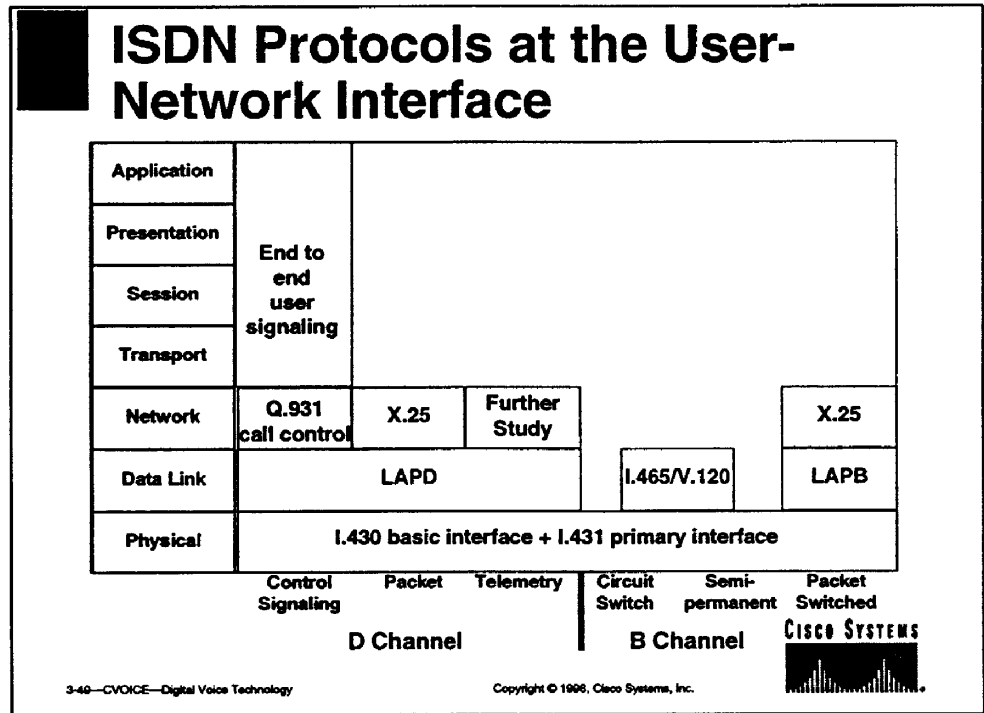 ISDN Protocols at the User-
Network Interface
Application
Presentation
Session
Transport
End to
end
user
signaling
Network
Q.931
call control
X.25
Further
Study
X.25
Data Link
LAPD
I.465/V.120
LAPB
Physical
I.430 basic interface + I.431 primary interface
Control
Signaling
Packet
Telemetry
Circuit
Switch
Semi-
permanent
Packet
Switched
D Channel
B Channel
CISCO SYSTEMS
3-40—CVOICE—Digital Voice Technology
Copyright © 1998, Cisco Systems, Inc.